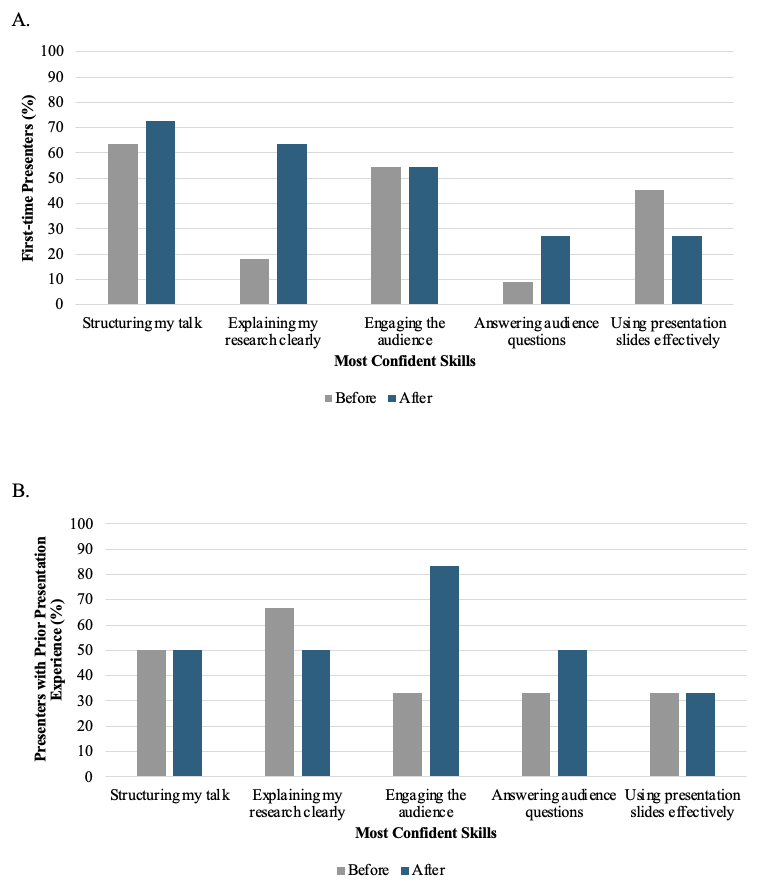 A.
First-time Presenters (%)
100
90
80
70
60
50
40
30
20
10
0
Structuring my talk
Explaining my
research clearly
Engaging the
audience
Answering audience
questions
Using presentation
slides effectively
Most Confident Skills
Before After
B.
Presenters with Prior Presentation
Experience (%)
100
90
80
70
60
50
40
30
20
10
0
Structuring my talk
Explaining my
research clearly
Engaging the
audience
Answering audience
questions
Using presentation
slides effectively
Most Confident Skills
Before After